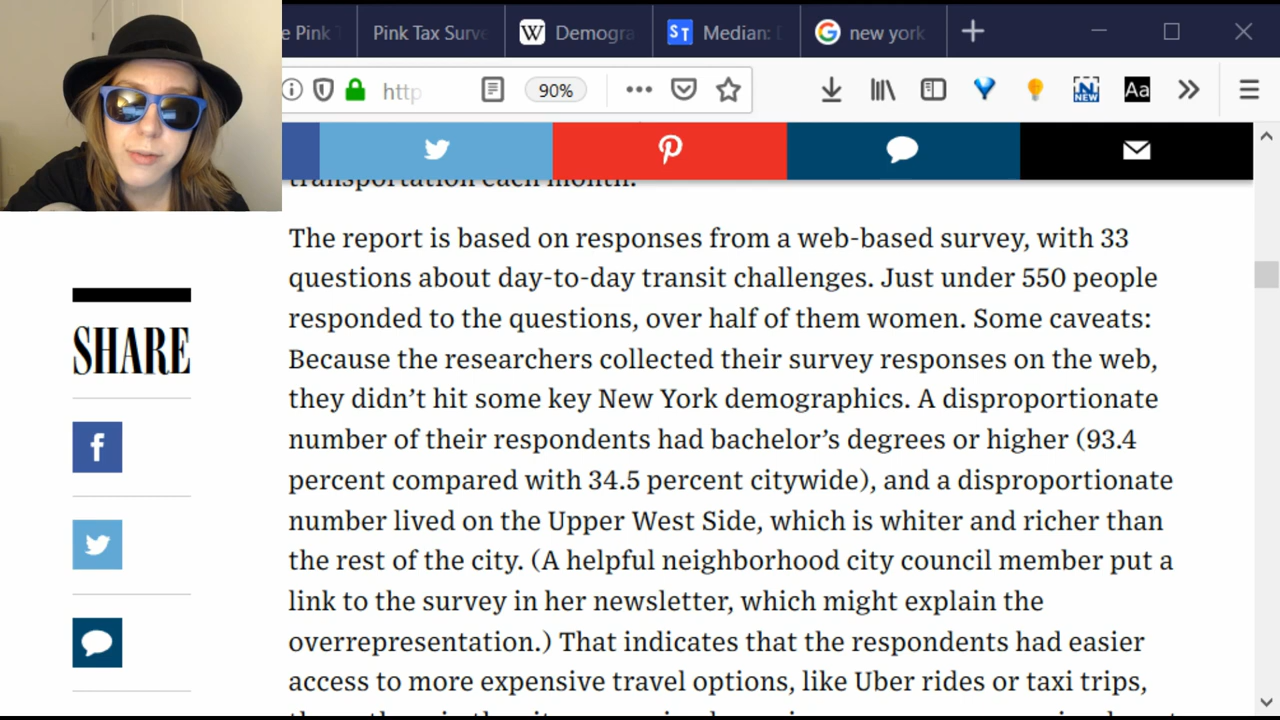 e Pink T
Pink Tax Surve
W Demogra
ST Median: D
G new york
http
90%
NEW
Aa
transportation each month.
The report is based on responses from a web-based survey, with 33
questions about day-to-day transit challenges. Just under 550 people
responded to the questions, over half of them women. Some caveats:
Because the researchers collected their survey responses on the web,
they didn’t hit some key New York demographics. A disproportionate
number of their respondents had bachelor’s degrees or higher (93.4
percent compared with 34.5 percent citywide), and a disproportionate
number lived on the Upper West Side, which is whiter and richer than
the rest of the city. (A helpful neighborhood city council member put a
link to the survey in her newsletter, which might explain the
overrepresentation.) That indicates that the respondents had easier
access to more expensive travel options, like Uber rides or taxi trips,
SHARE